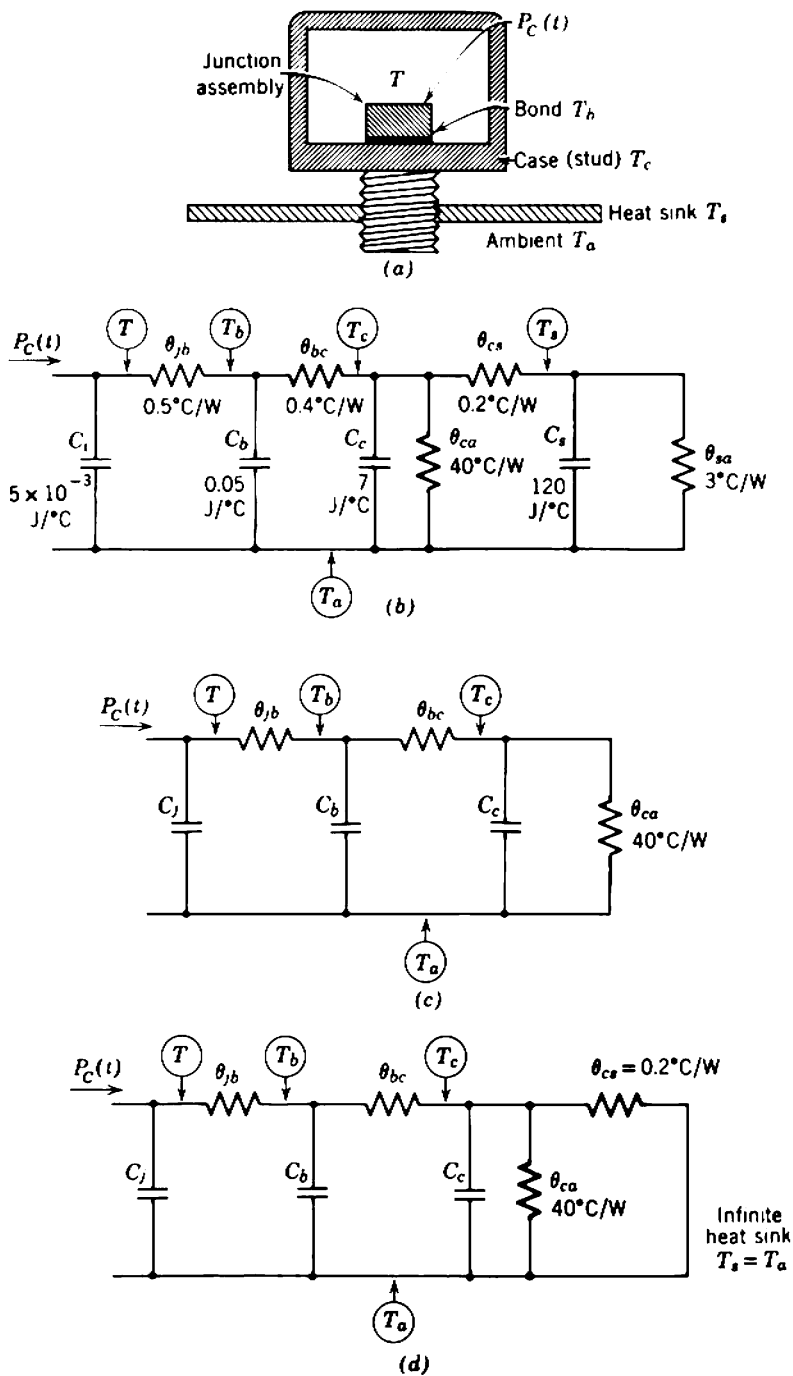 P_C (t)
Junction
assembly
T
Bond T_b
Case (stud) T_c
Heat sink T_s
Ambient T_a
(a)
P_C(t)
T
θ_jb
T_b
θ_bc
T_c
θ_cs
T_s
0.5°C/W
0.4°C/W
0.2°C/W
C_i
5 × 10^-3
J/°C
C_b
0.05
J/°C
C_c
7
J/°C
θ_ca
40°C/W
C_s
120
J/°C
θ_sa
3°C/W
T_a
(b)
P_C(t)
T
θ_jb
T_b
θ_bc
T_c
C_j
C_b
C_c
θ_ca
40°C/W
T_a
(c)
P_C(t)
T
θ_jb
T_b
θ_bc
T_c
θ_cs = 0.2°C/W
C_j
C_b
C_c
θ_ca
40°C/W
Infinite
heat sink
T_s = T_a
T_a
(d)